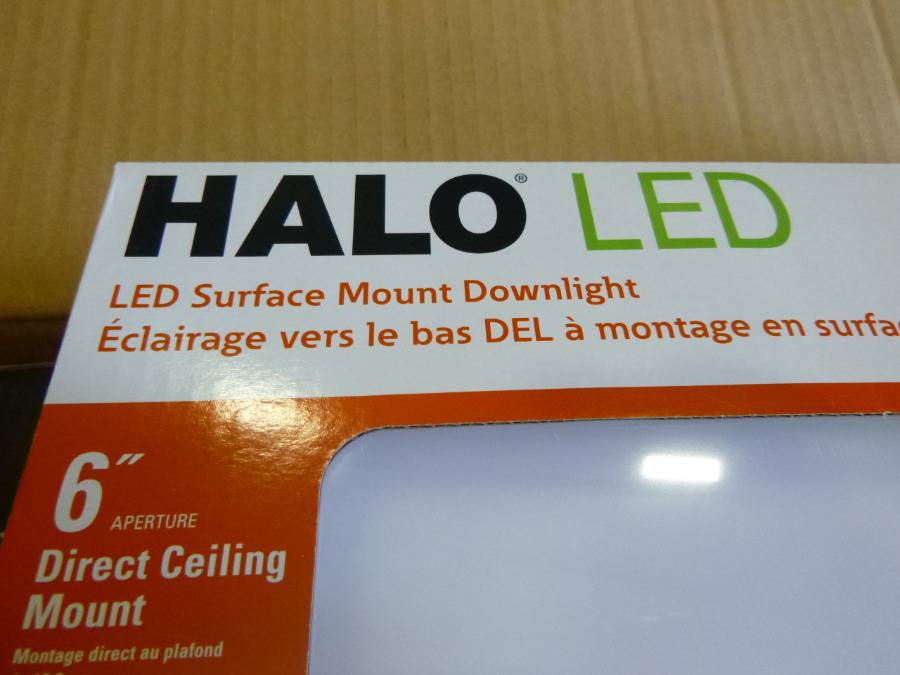 HALO® LED
LED Surface Mount Downlight
Éclairage vers le bas DEL à montage en
6" APERTURE
Direct Ceiling
Mount
Montage direct au plafond